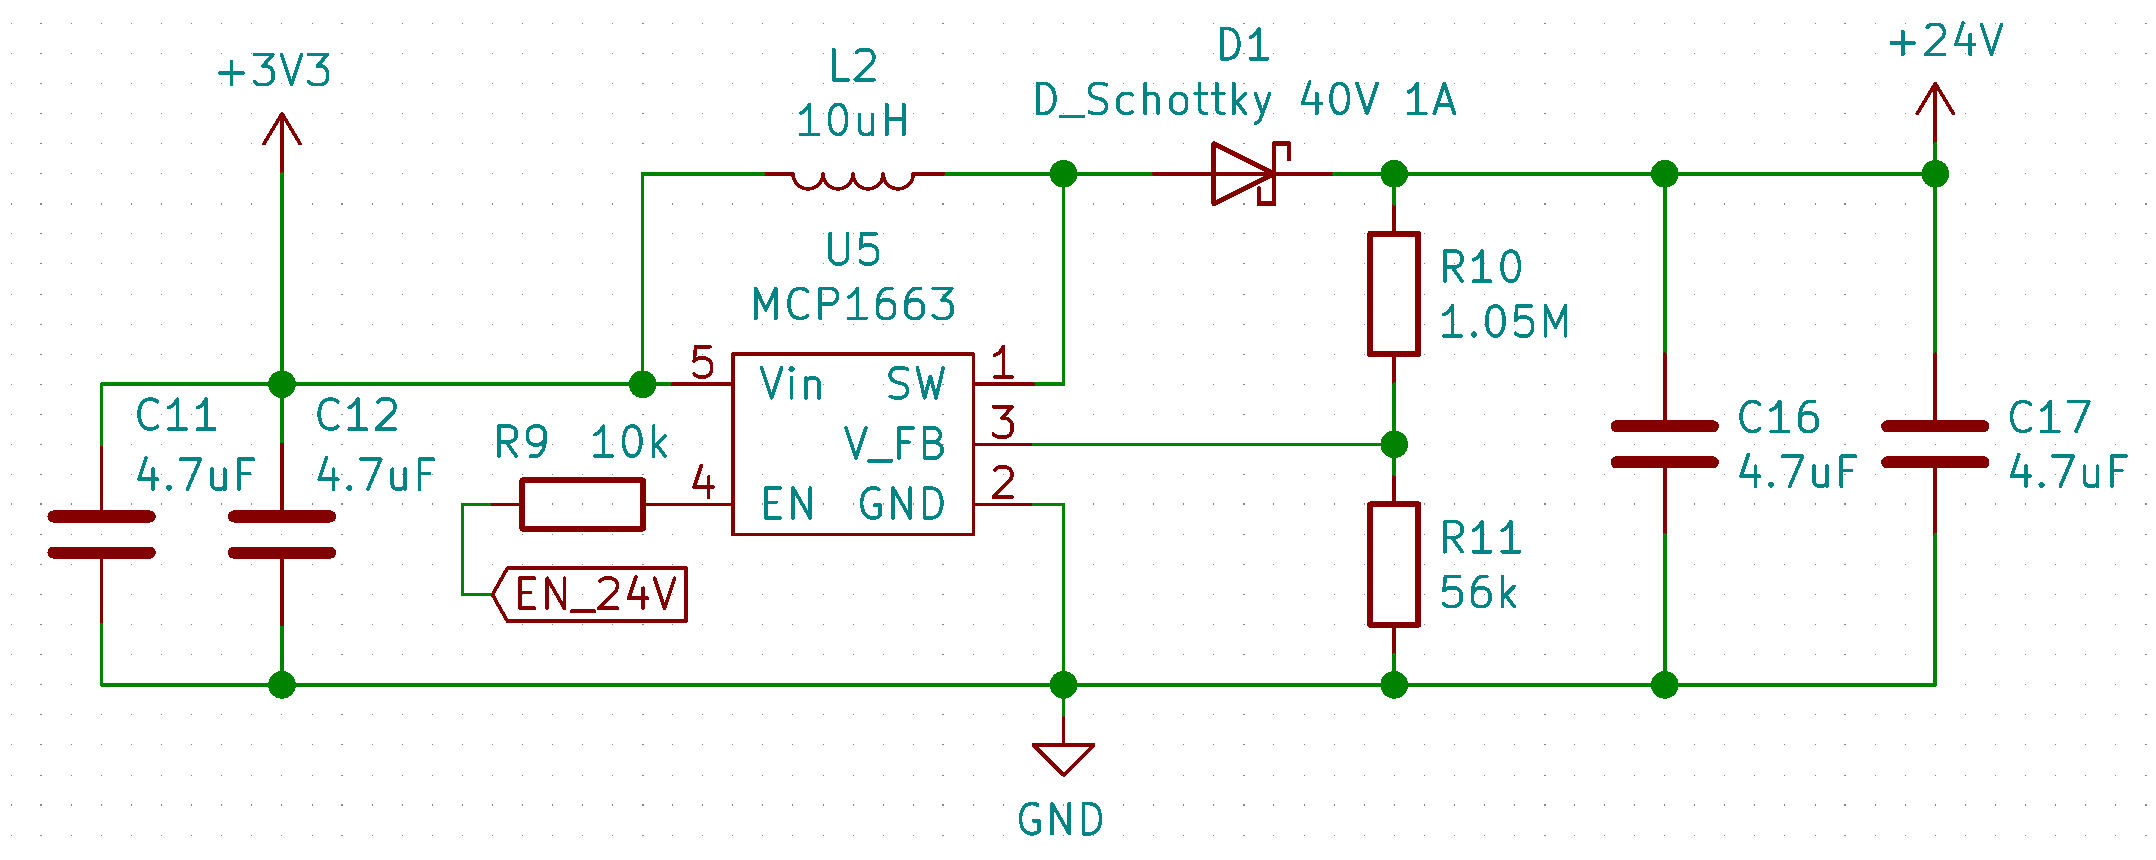 +3V3
L2
10uH
D1
D_Schottky 40V 1A
+24V
U5
MCP1663
R10
1.05M
5
Vin
SW
1
C11
4.7uF
C12
4.7uF
R9 10k
V_FB
3
4
EN
GND
2
C16
4.7uF
C17
4.7uF
EN_24V
R11
56k
GND